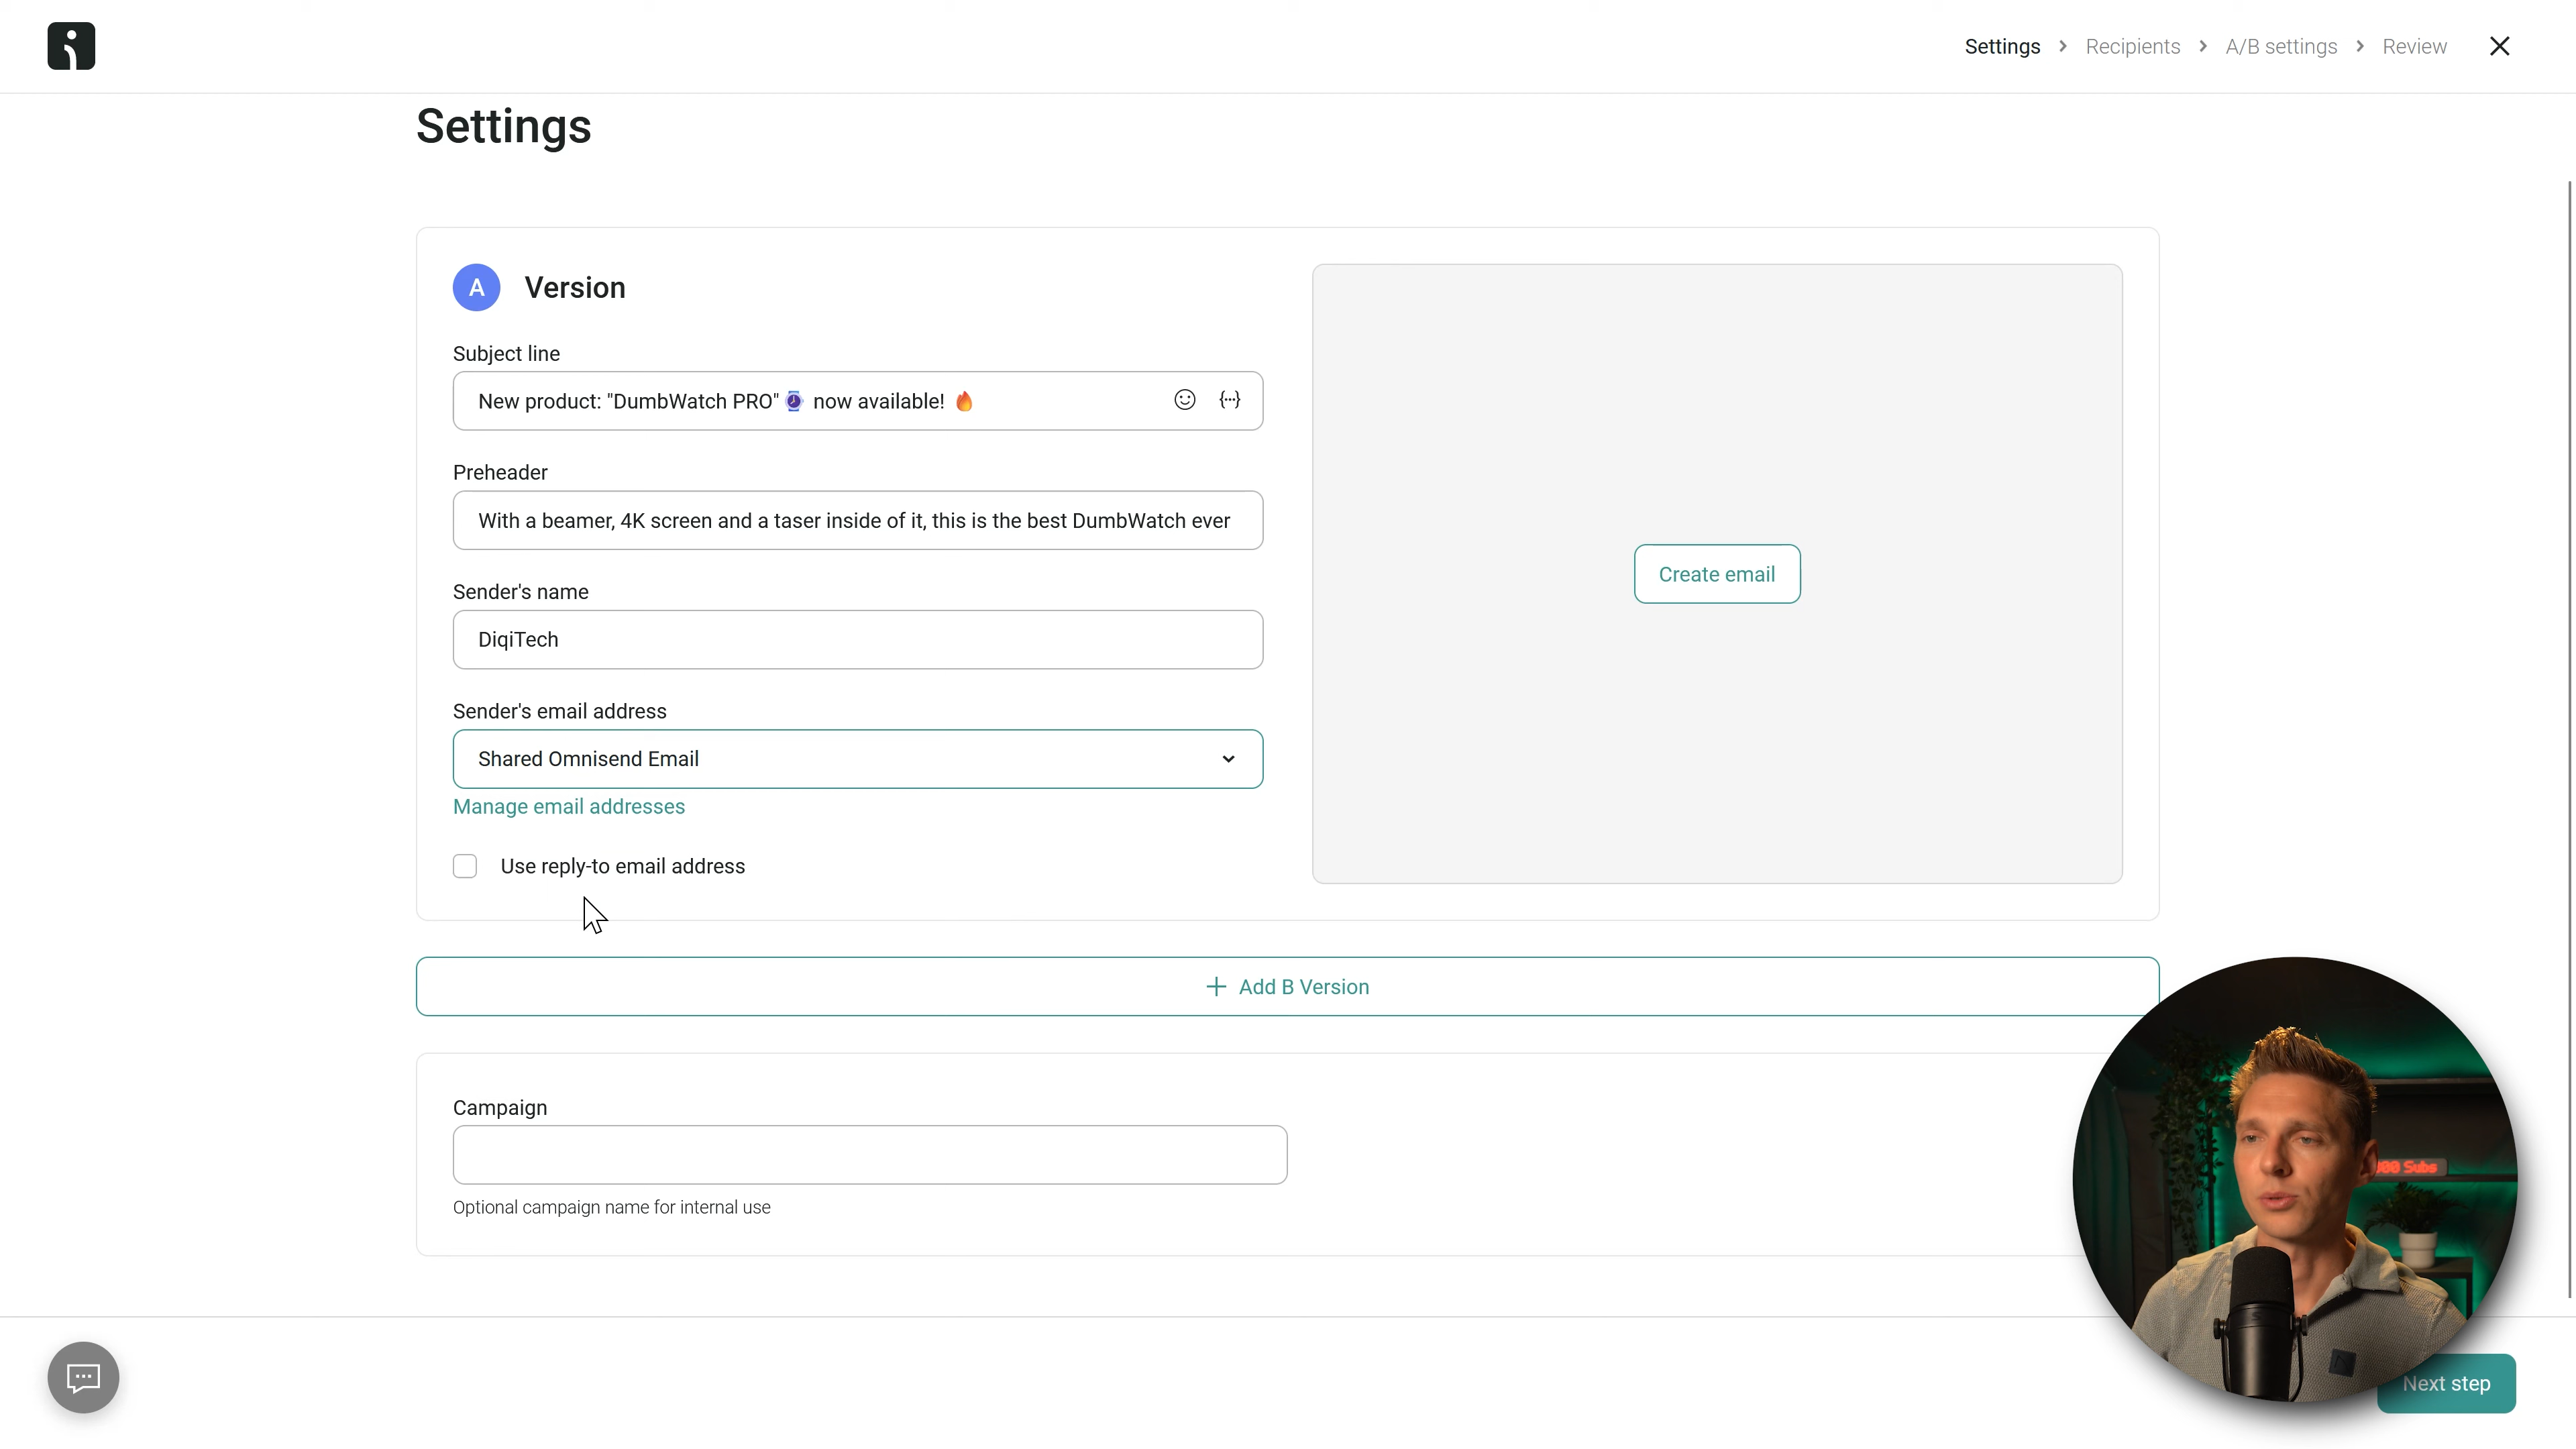 Settings > Recipients > A/B settings > Review
Settings
A Version
Subject line
New product: "DumbWatch PRO" ⌚ now available! 🔥
Preheader
With a beamer, 4K screen and a taser inside of it, this is the best DumbWatch ever
Sender's name
DiqiTech
Sender's email address
Shared Omnisend Email
Manage email addresses
Use reply-to email address
Create email
+ Add B Version
Campaign
Optional campaign name for internal use
00 Subs
Next step